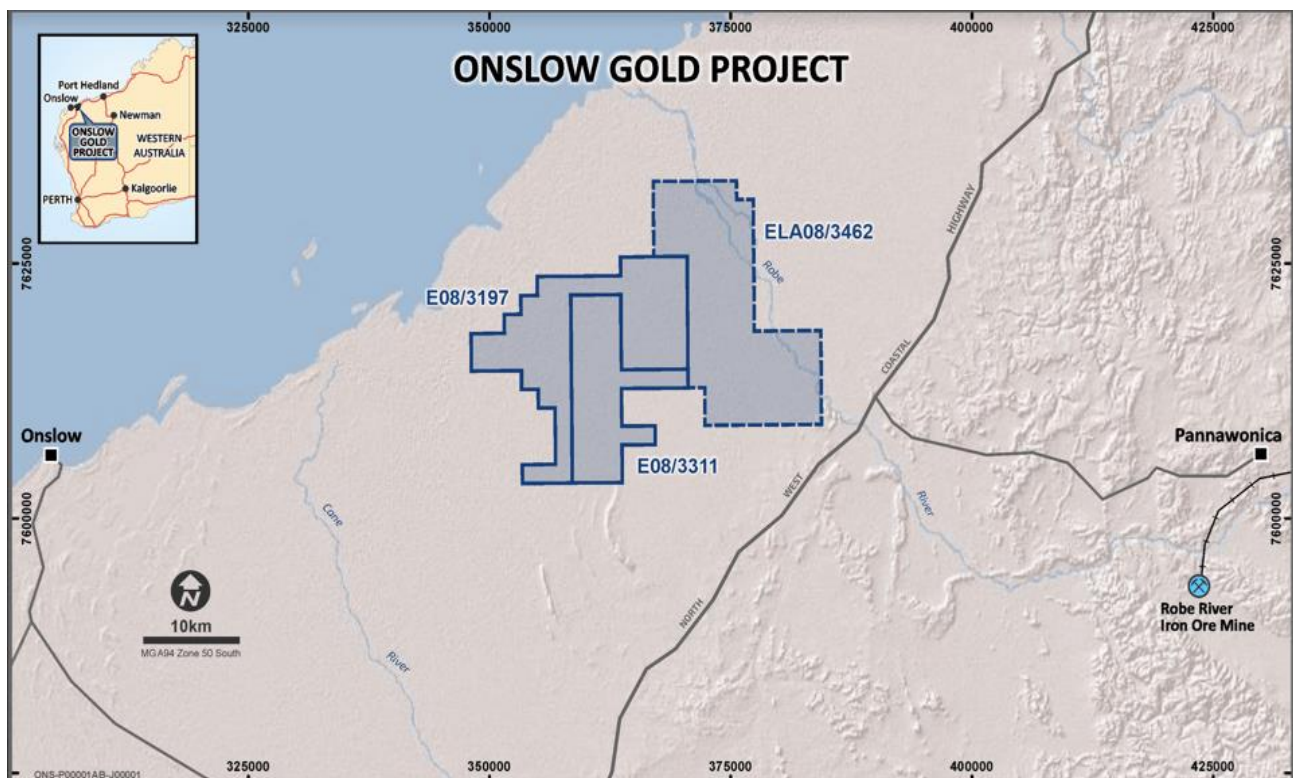 325000
350000
375000
400000
425000
ONSLOW GOLD PROJECT
Port Hedland
Onslow
Newman
ONSLOW
GOLD
PROJECT
WESTERN
AUSTRALIA
Kalgoorlie
PERTH
HIGHWAY
ELA08/3462
7625000
7625000
Robe
E08/3197
COASTAL
Onslow
Pannawonica
E08/3311
WEST
River
7600000
7600000
Cane
N
10km
MGA94 Zone 50 South
NORTH
Robe River
Iron Ore Mine
River
ONS-P00001AB-J00001
325000
350000
375000
400000
425000